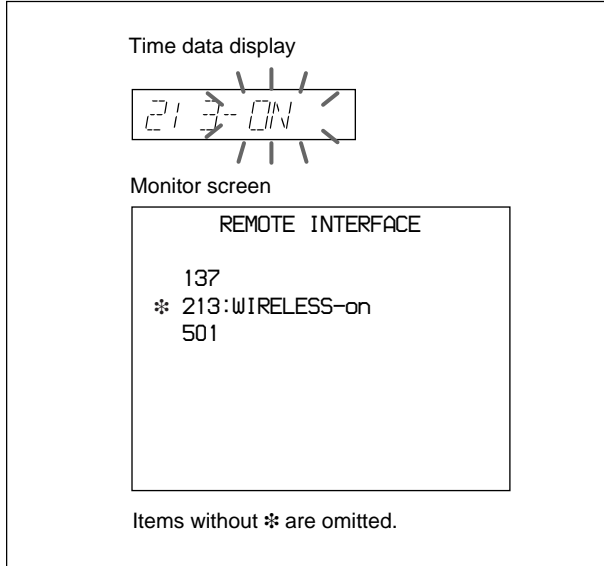 Time data display
213-ON
Monitor screen
REMOTE INTERFACE
137
✻ 213:WIRELESS-on
501
Items without ✻ are omitted.